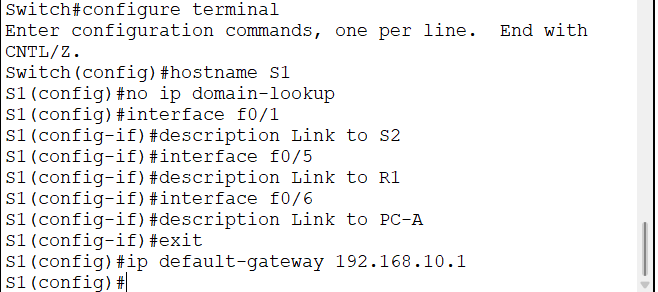 Switch#configure terminal
Enter configuration commands, one per line.  End with
CNTL/Z.
Switch(config)#hostname S1
S1(config)#no ip domain-lookup
S1(config)#interface f0/1
S1(config-if)#description Link to S2
S1(config-if)#interface f0/5
S1(config-if)#description Link to R1
S1(config-if)#interface f0/6
S1(config-if)#description Link to PC-A
S1(config-if)#exit
S1(config)#ip default-gateway 192.168.10.1
S1(config)#